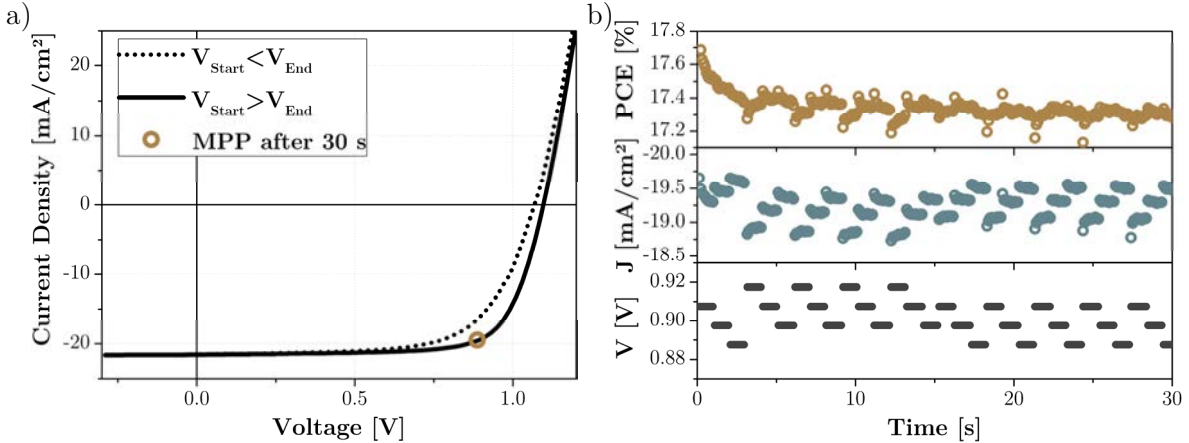 a)
Current Density [mA/cm²]
20
10
0
-10
-20
V_Start<V_End
V_Start>V_End
MPP after 30 s
0.0
0.5
1.0
Voltage [V]
b)
PCE [%]
17.8
17.6
17.4
17.2
J [mA/cm²]
-20.0
-19.5
-19.0
-18.5
V [V]
0.92
0.90
0.88
0
10
20
30
Time [s]